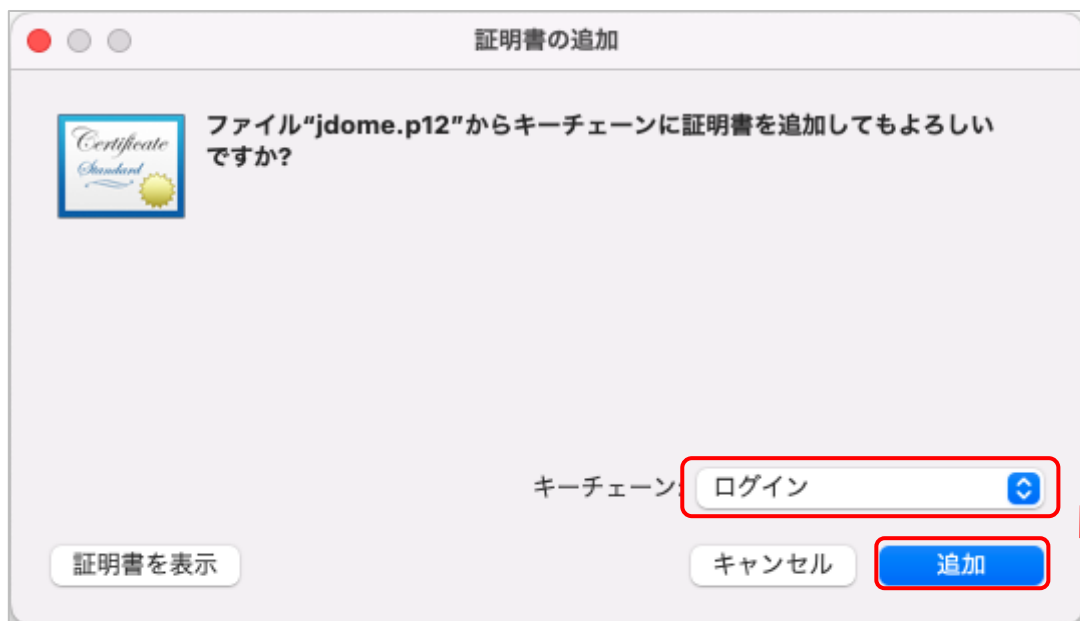 証明書の追加
Certificate
Standard
ファイル“jdome.p12”からキーチェーンに証明書を追加してもよろしい
ですか?
キーチェーン:
ログイン
証明書を表示
キャンセル
追加